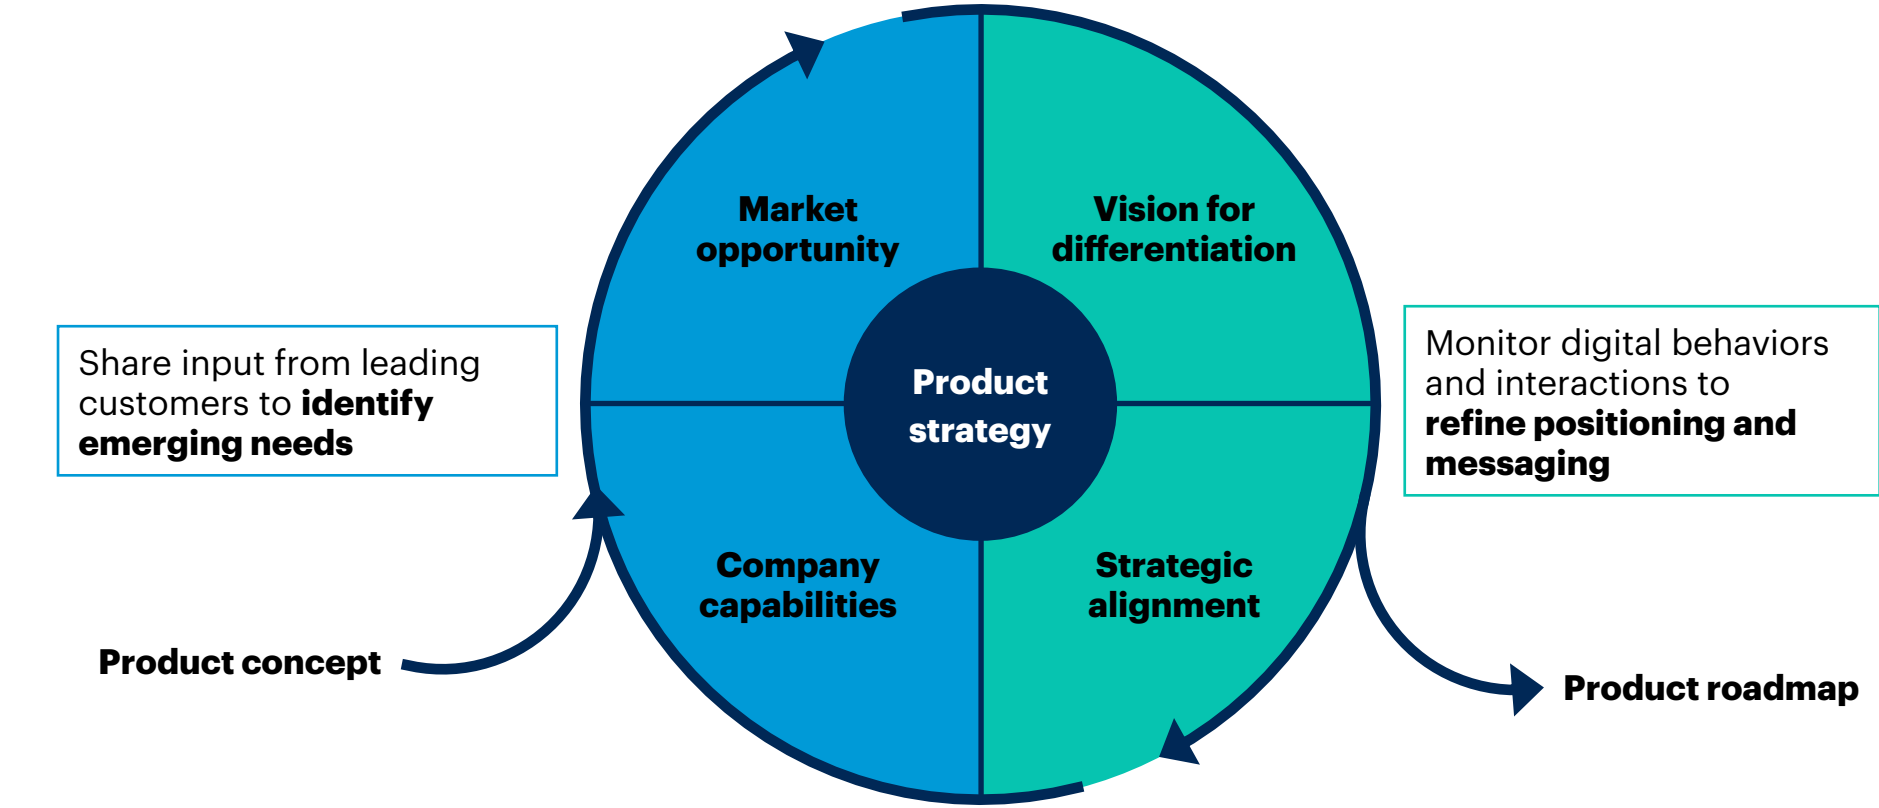 Market
opportunity
Vision for
differentiation
Share input from leading
customers to identify
emerging needs
Product
strategy
Monitor digital behaviors
and interactions to
refine positioning and
messaging
Company
capabilities
Strategic
alignment
Product concept
Product roadmap